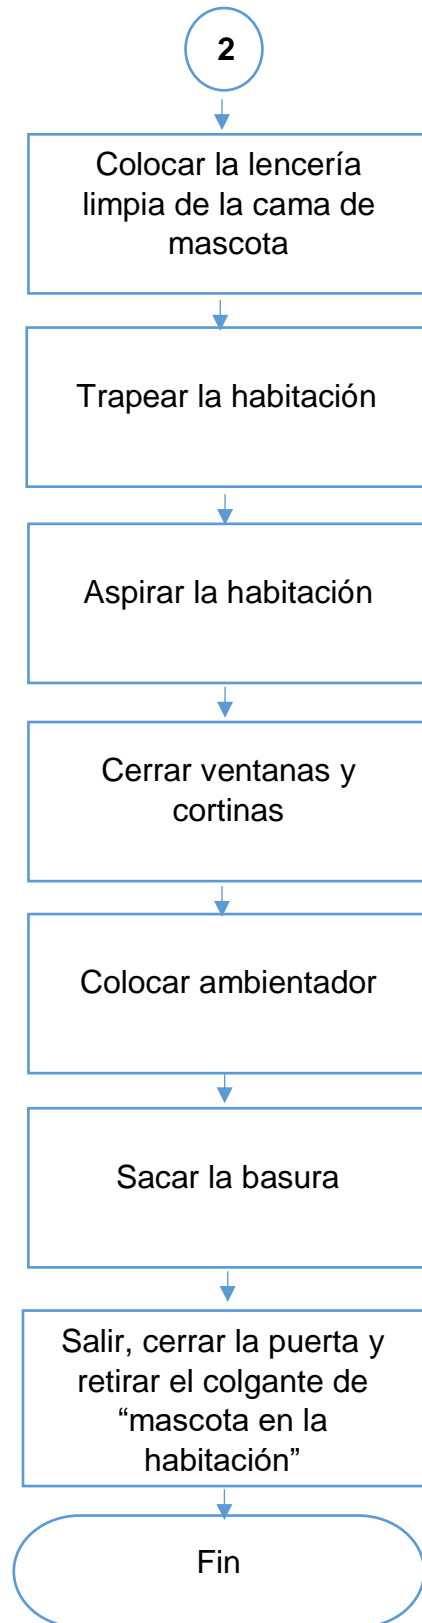 2
Colocar la lencería
limpia de la cama de
mascota
Trapear la habitación
Aspirar la habitación
Cerrar ventanas y
cortinas
Colocar ambientador
Sacar la basura
Salir, cerrar la puerta y
retirar el colgante de
“mascota en la
habitación”
Fin